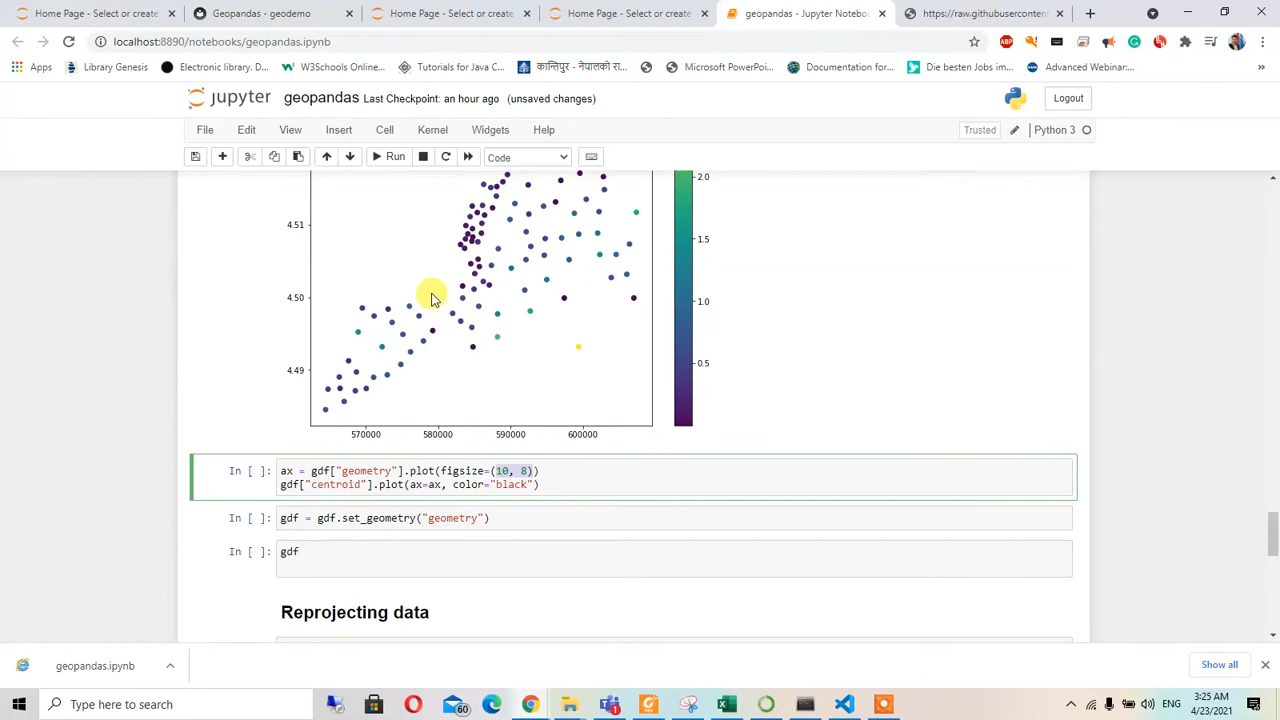 Home Page - Select or create
Geopandas - geodemo
Home Page - Select or create
Home Page - Select or create
geopandas - Jupyter Noteboo
https://raw.githubuserconten
localhost:8890/notebooks/geopandas.ipynb
Apps
Library Genesis
Electronic library. D...
W3Schools Online...
Tutorials for Java C...
कान्तिपुर - नेपालको रा...
Microsoft PowerPo...
Documentation for...
Die besten Jobs im...
Advanced Webinar:...
»
jupyter
geopandas Last Checkpoint: an hour ago (unsaved changes)
Logout
File Edit View Insert Cell Kernel Widgets Help
Trusted
Python 3
Run
Code
2.0
4.51
1.5
4.50
1.0
0.5
4.49
570000 580000 590000 600000
In [ ]: ax = gdf["geometry"].plot(figsize=(10, 8))
gdf["centroid"].plot(ax=ax, color="black")
In [ ]: gdf = gdf.set_geometry("geometry")
In [ ]: gdf
Reprojecting data
geopandas.ipynb
Show all
Type here to search
60
1
3:25 AM
4/23/2021